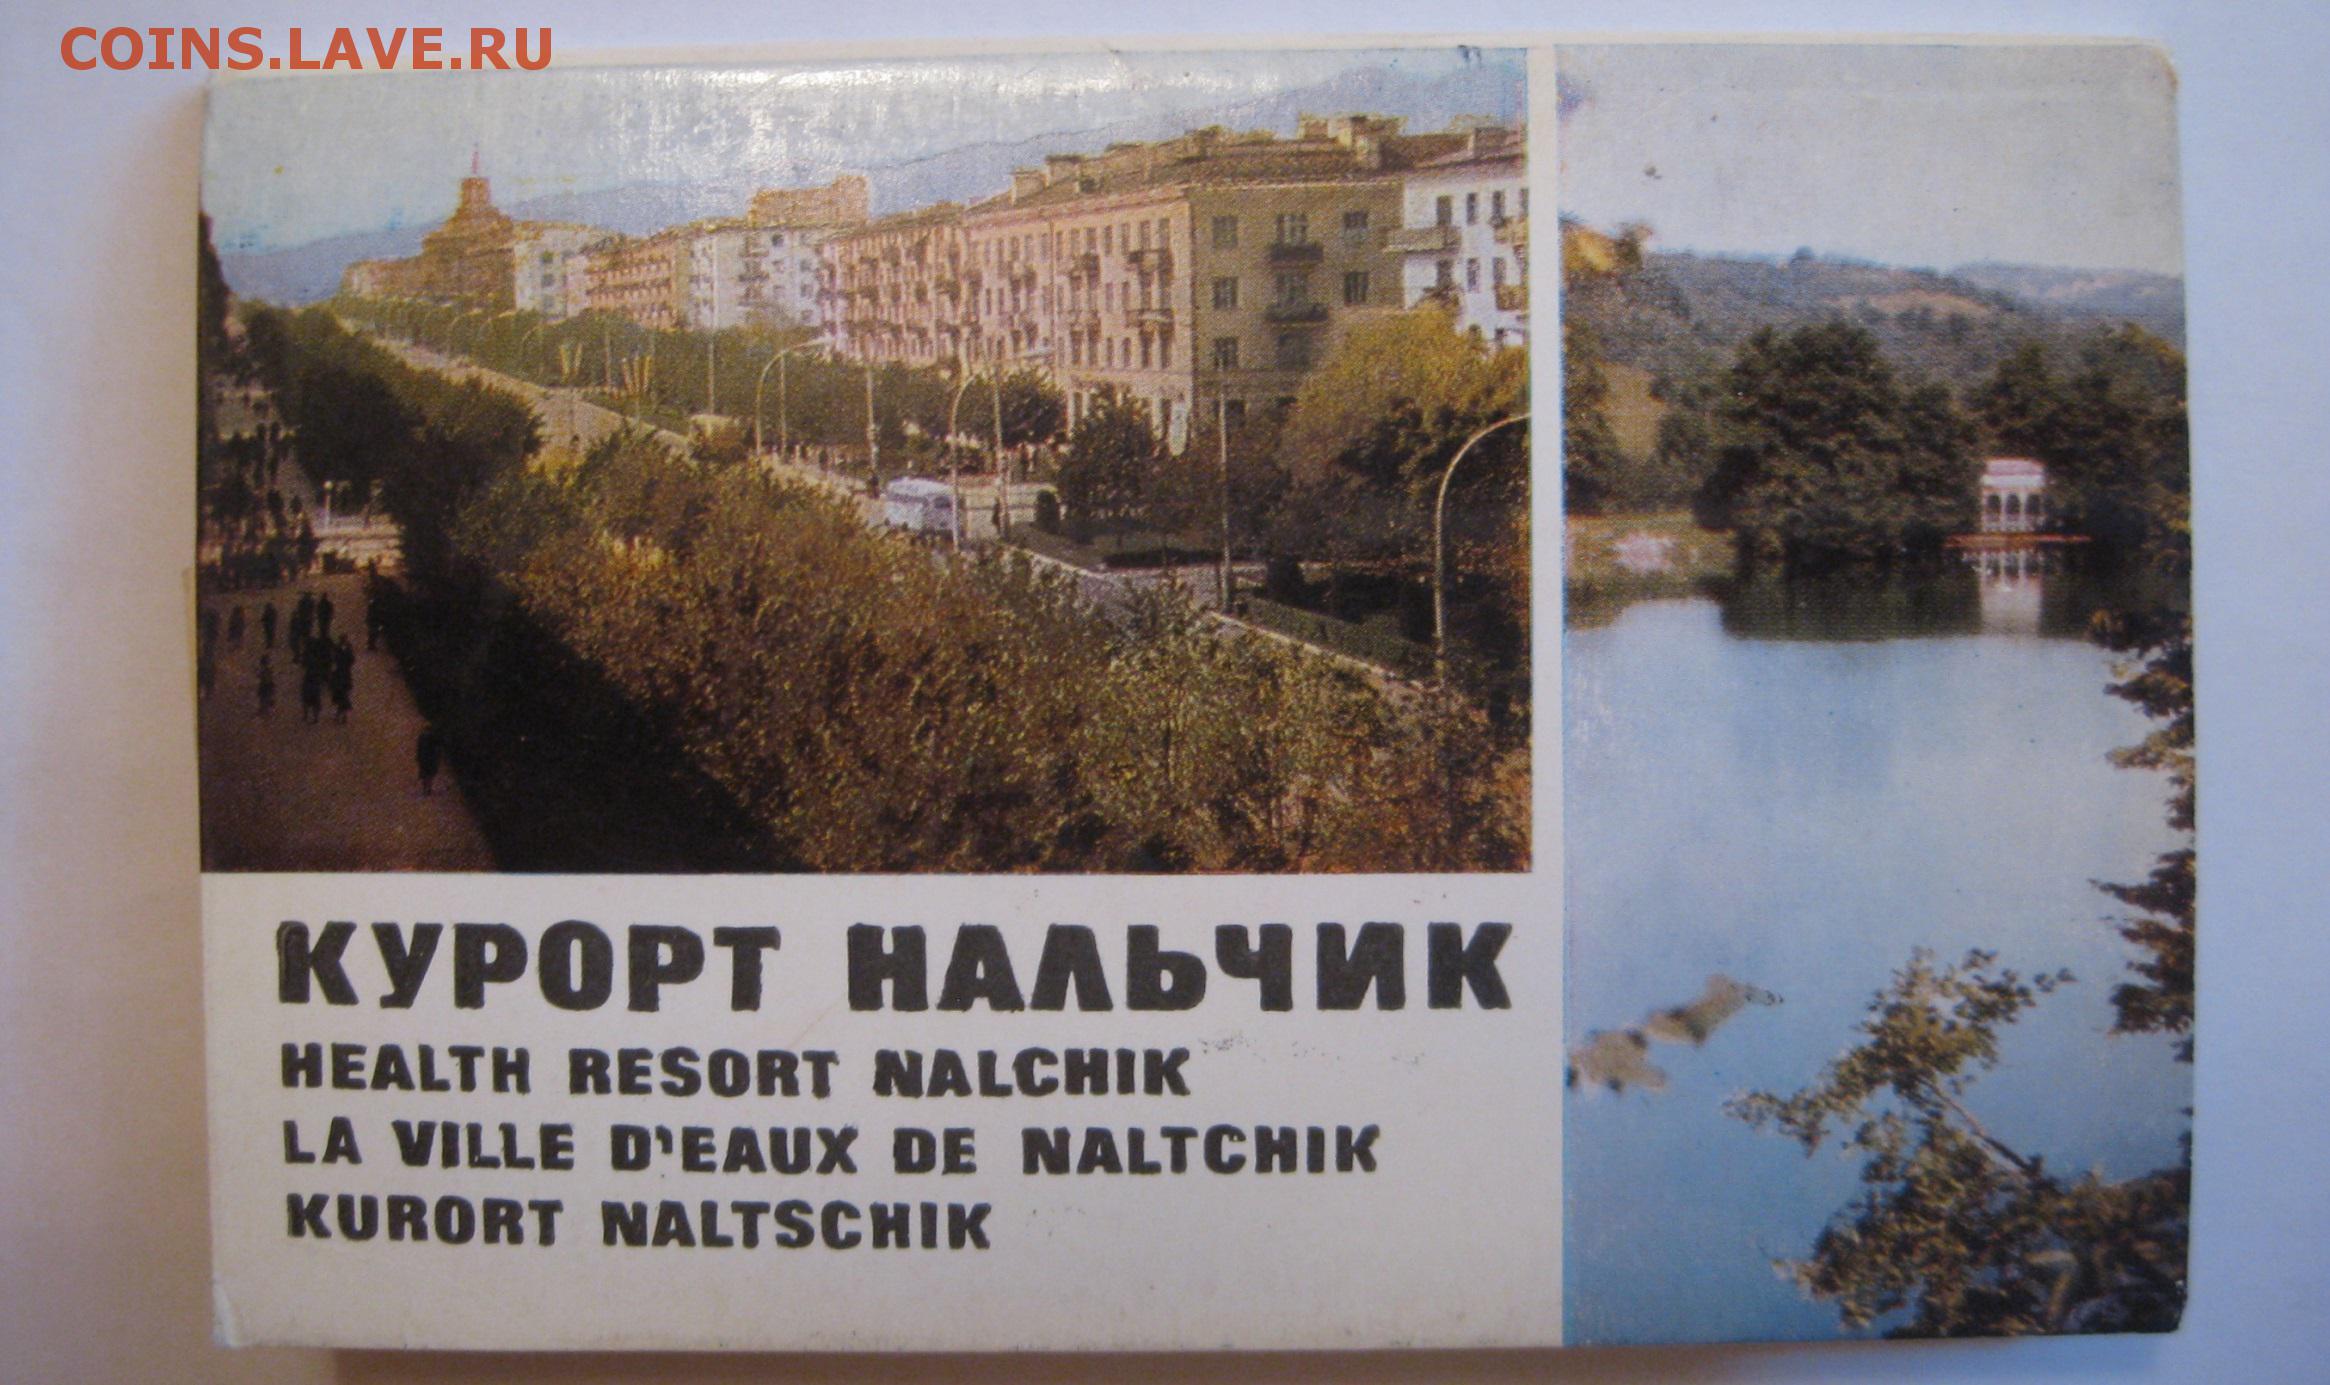 COINS.LAVE.RU
КУРОРТ НАЛЬЧИК
HEALTH RESORT NALCHIK
LA VILLE D'EAUX DE NALTCHIK
KURORT NALTSCHIK